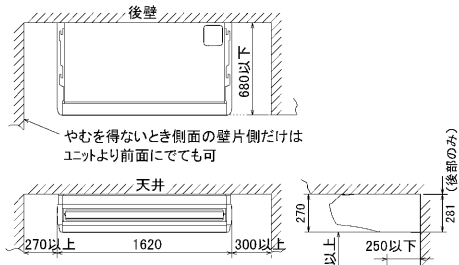 後壁
680以下
やむを得ないとき側面の壁片側だけは
ユニットより前面にでても可
天井
270以上
1620
300以上
270
以上
250以下
281
(後部のみ)